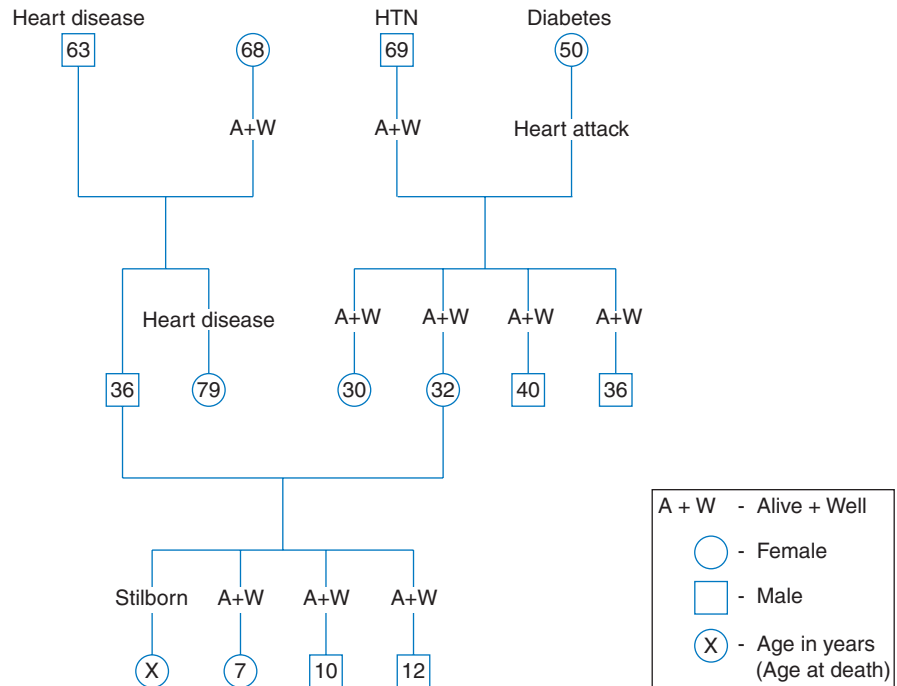 Heart disease HTN Diabetes
63 68 69 50
A+W A+W Heart attack
Heart disease A+W A+W A+W A+W
36 79 30 32 40 36
A + W - Alive + Well
- Female
Stilborn A+W A+W A+W - Male
X 7 10 12
X - Age in years
(Age at death)